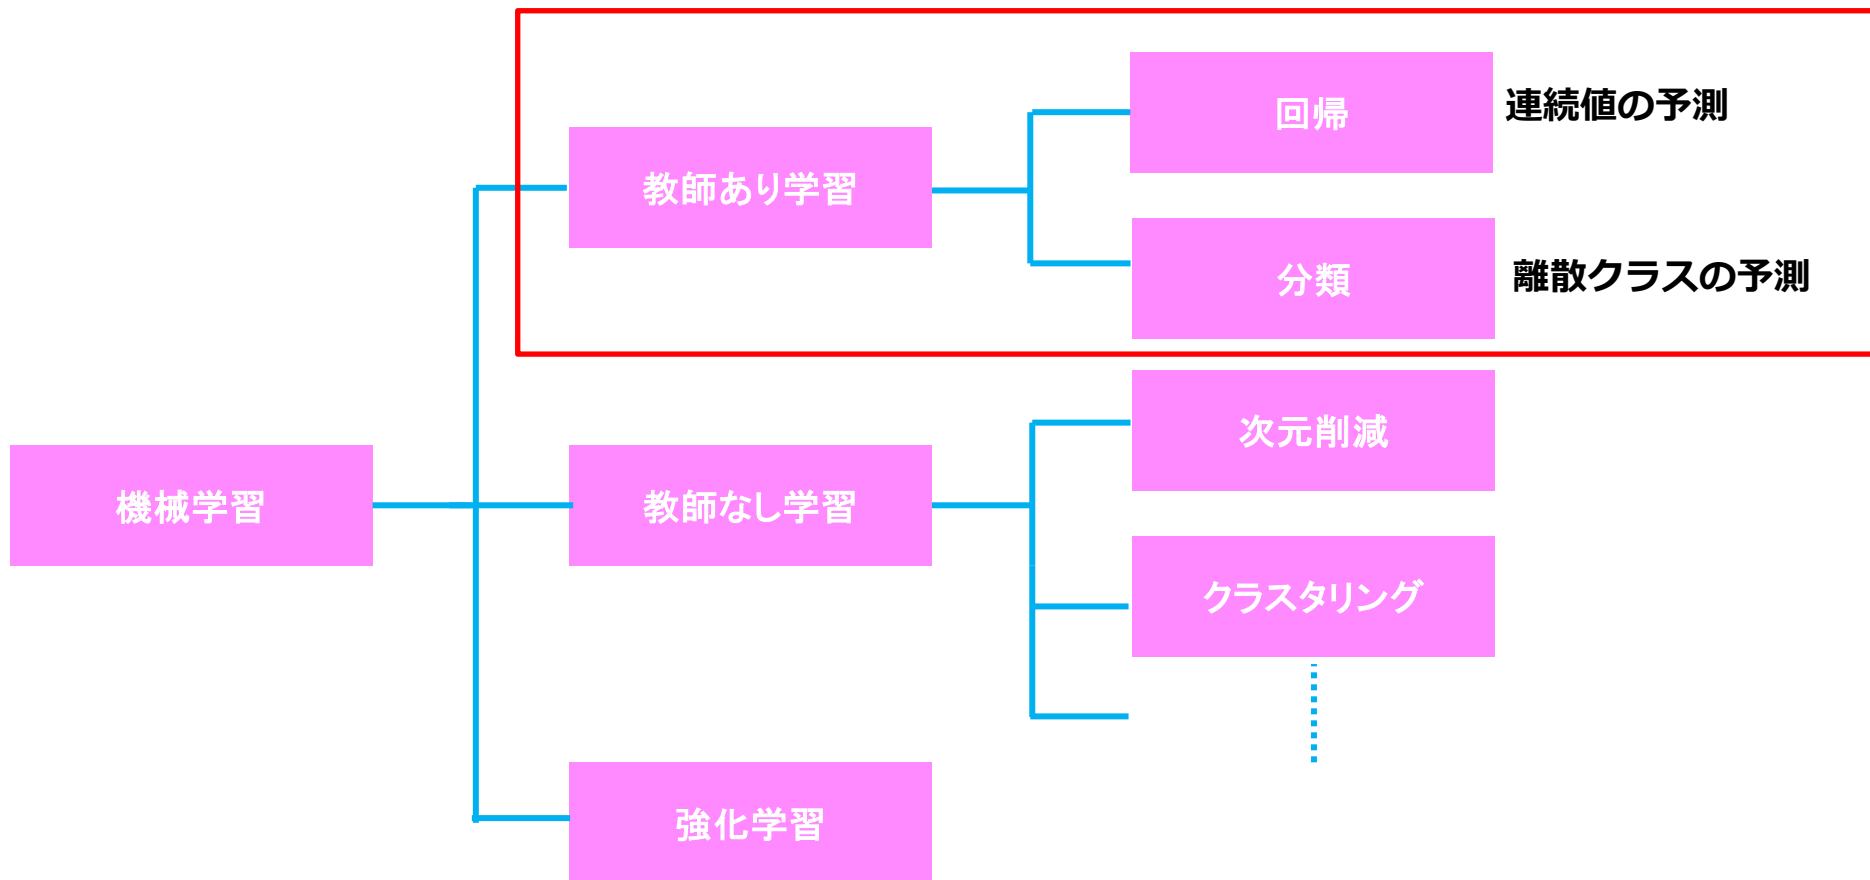 回帰
連続値の予測
教師あり学習
分類
離散クラスの予測
次元削減
機械学習
教師なし学習
クラスタリング
強化学習